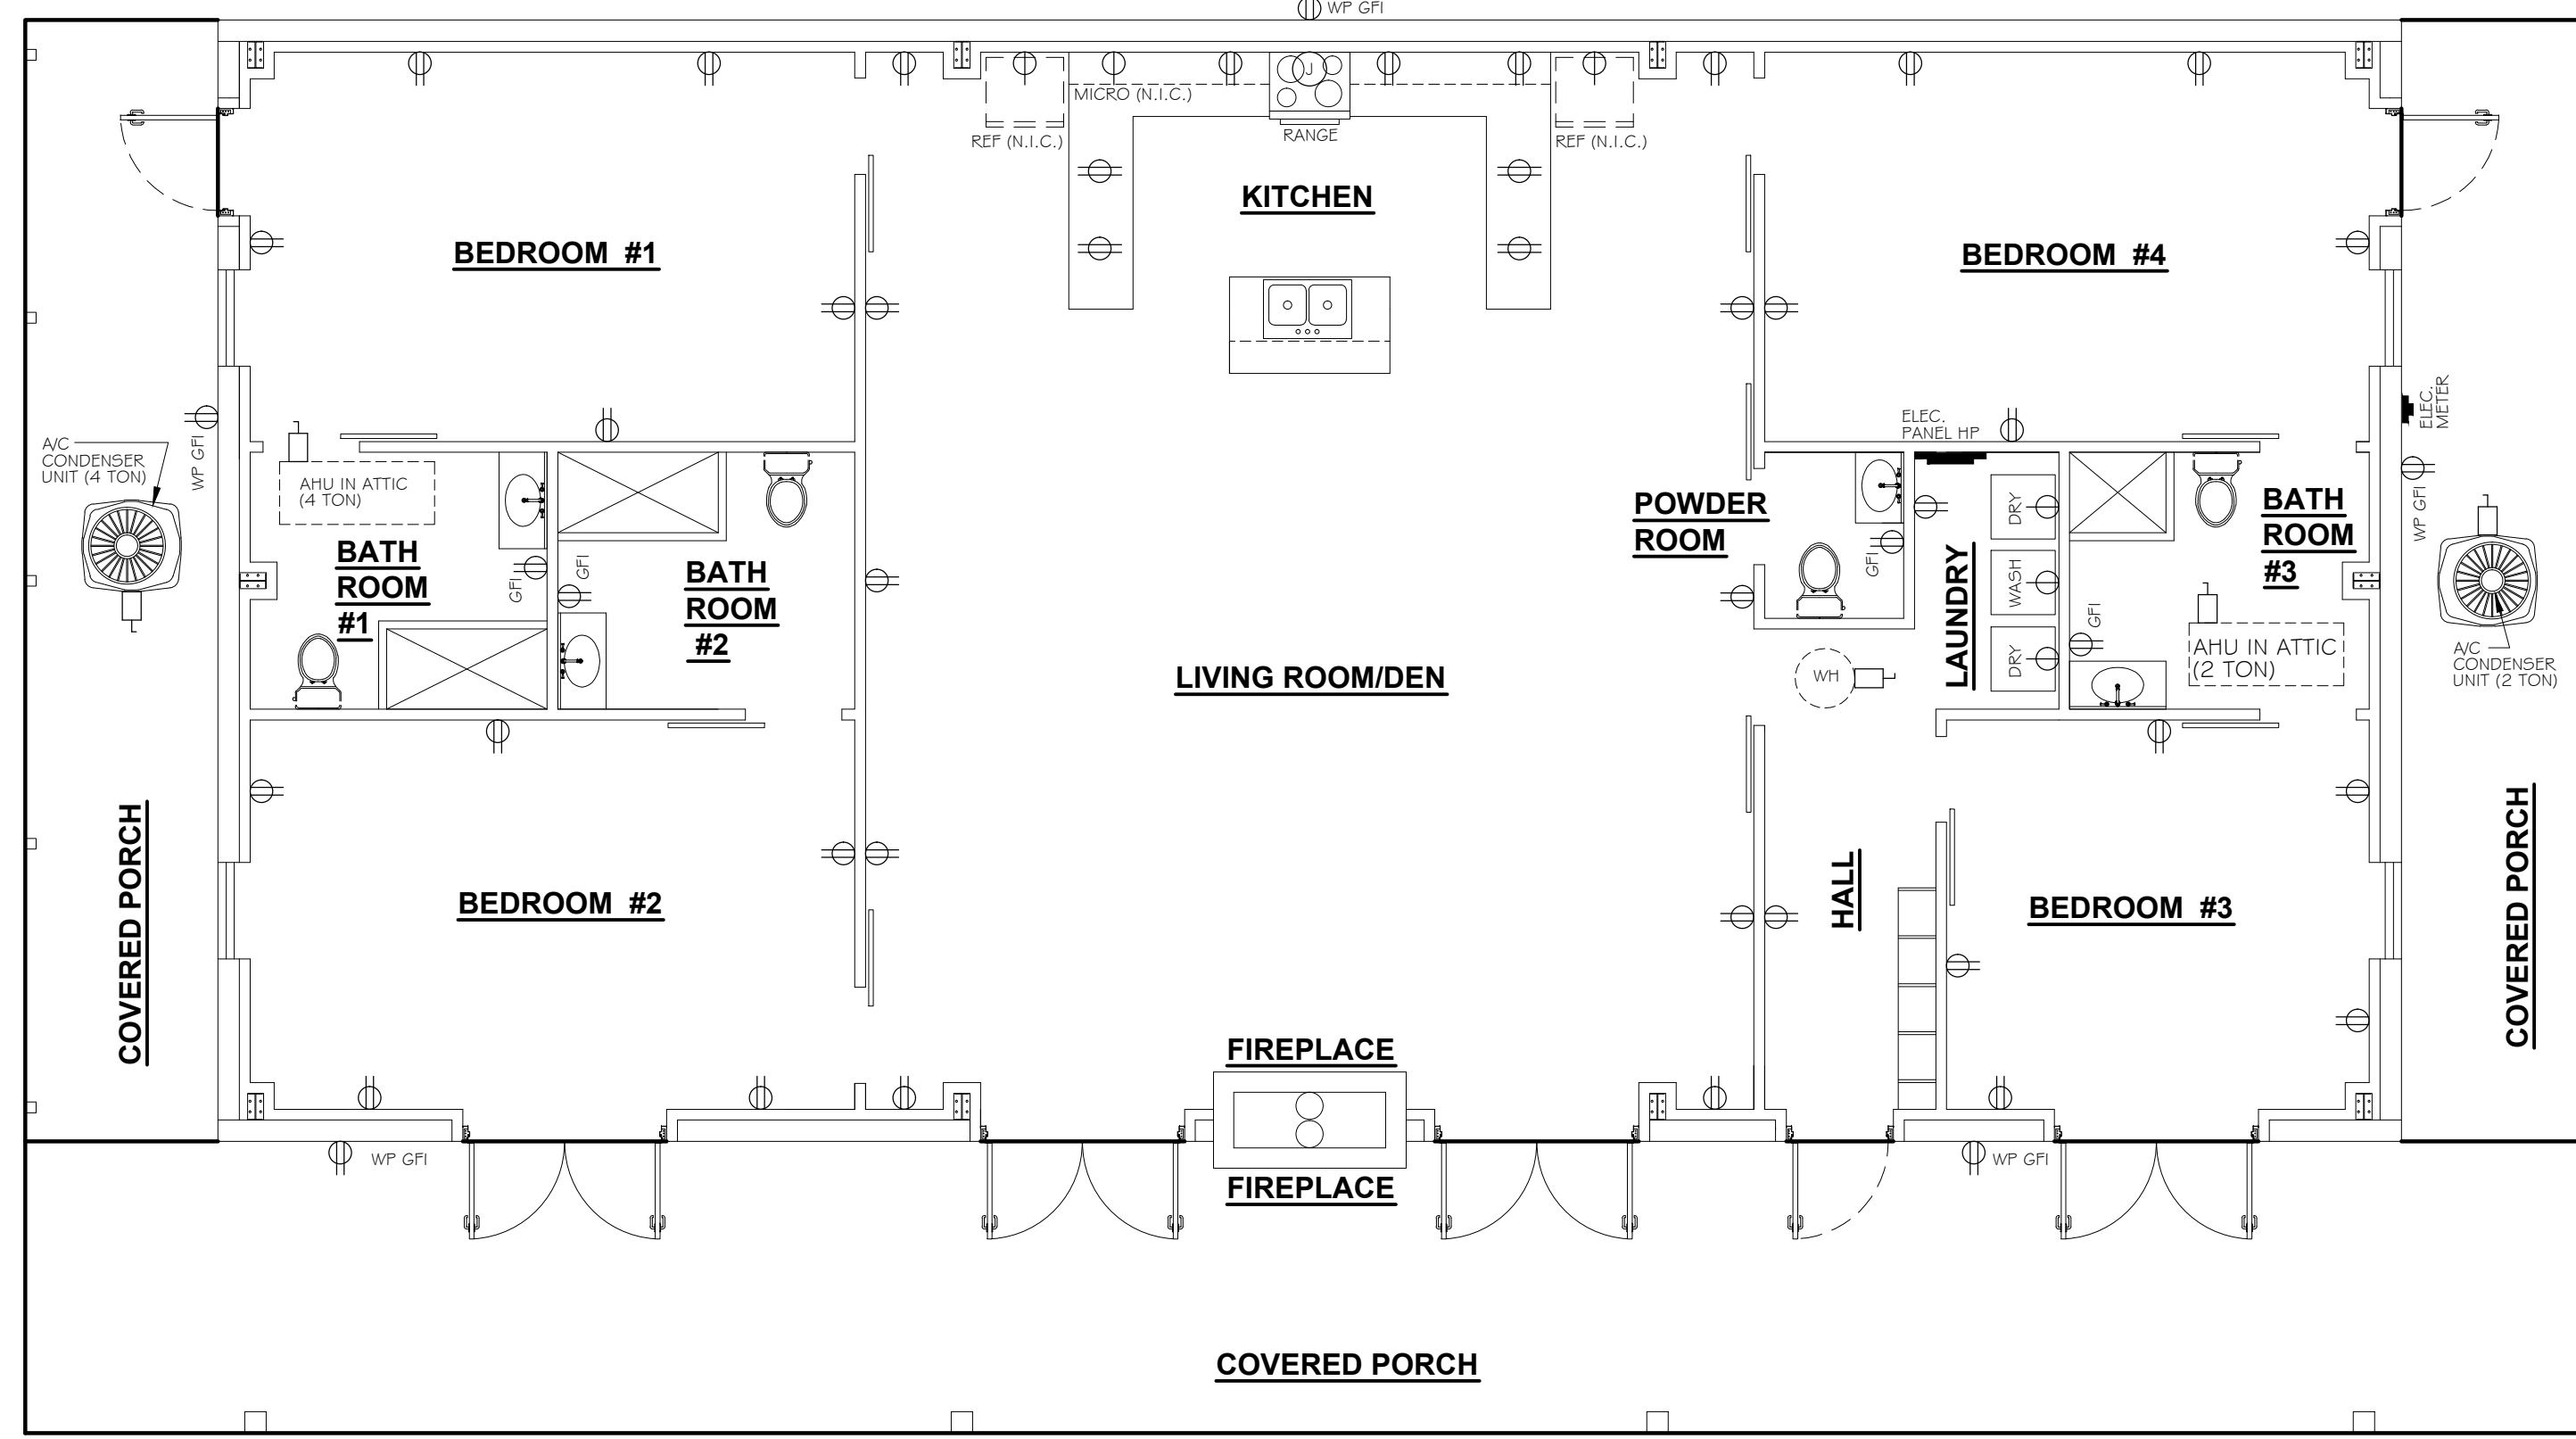 WP GFI
MICRO (N.I.C.)
J
REF (N.I.C.)
RANGE
REF (N.I.C.)
KITCHEN
BEDROOM #1
BEDROOM #4
ELEC.
METER
ELEC.
PANEL HP
A/C
CONDENSER
UNIT (4 TON)
WP GFI
AHU IN ATTIC
(4 TON)
POWDER
ROOM
DRY
BATH
ROOM
#3
WP GFI
BATH
ROOM
#1
GFI
GFI
BATH
ROOM
#2
GFI
LAUNDRY
WASH
GFI
DRY
AHU IN ATTIC
(2 TON)
A/C
CONDENSER
UNIT (2 TON)
LIVING ROOM/DEN
WH
COVERED PORCH
BEDROOM #2
HALL
BEDROOM #3
COVERED PORCH
FIREPLACE
WP GFI
WP GFI
FIREPLACE
COVERED PORCH